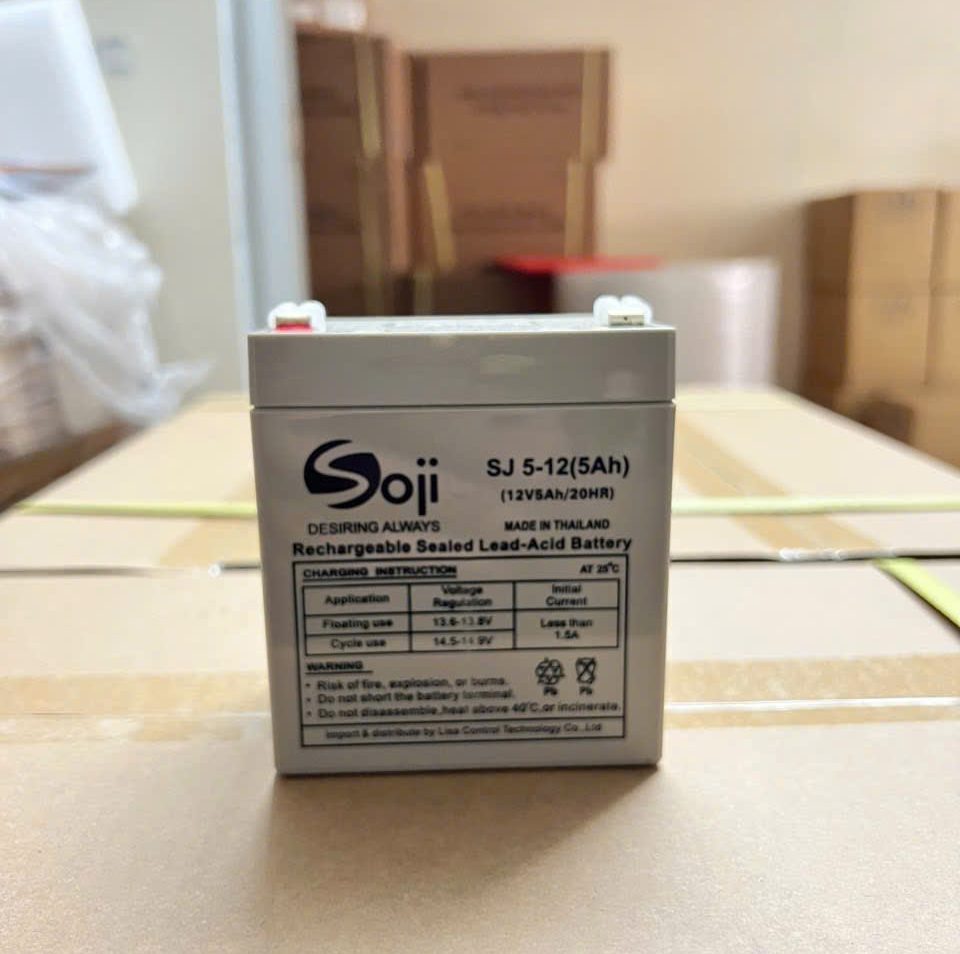 Soji
DESIRING ALWAYS
SJ 5-12(5Ah)
(12V5Ah/20HR)
MADE IN THAILAND
Rechargeable Sealed Lead-Acid Battery
CHARGING INSTRUCTION AT 25°C
Application Voltage Regulation Initial Current
Floating use 13.6-13.8V Less than 1.5A
Cycle use 14.5-14.9V
WARNING
• Risk of fire, explosion, or burns.
• Do not short the battery terminal.
• Do not disassemble,heat above 40°C,or incinerate.
Pb Pb
Import & distribute by Lisa Control Technology Co.,Ltd